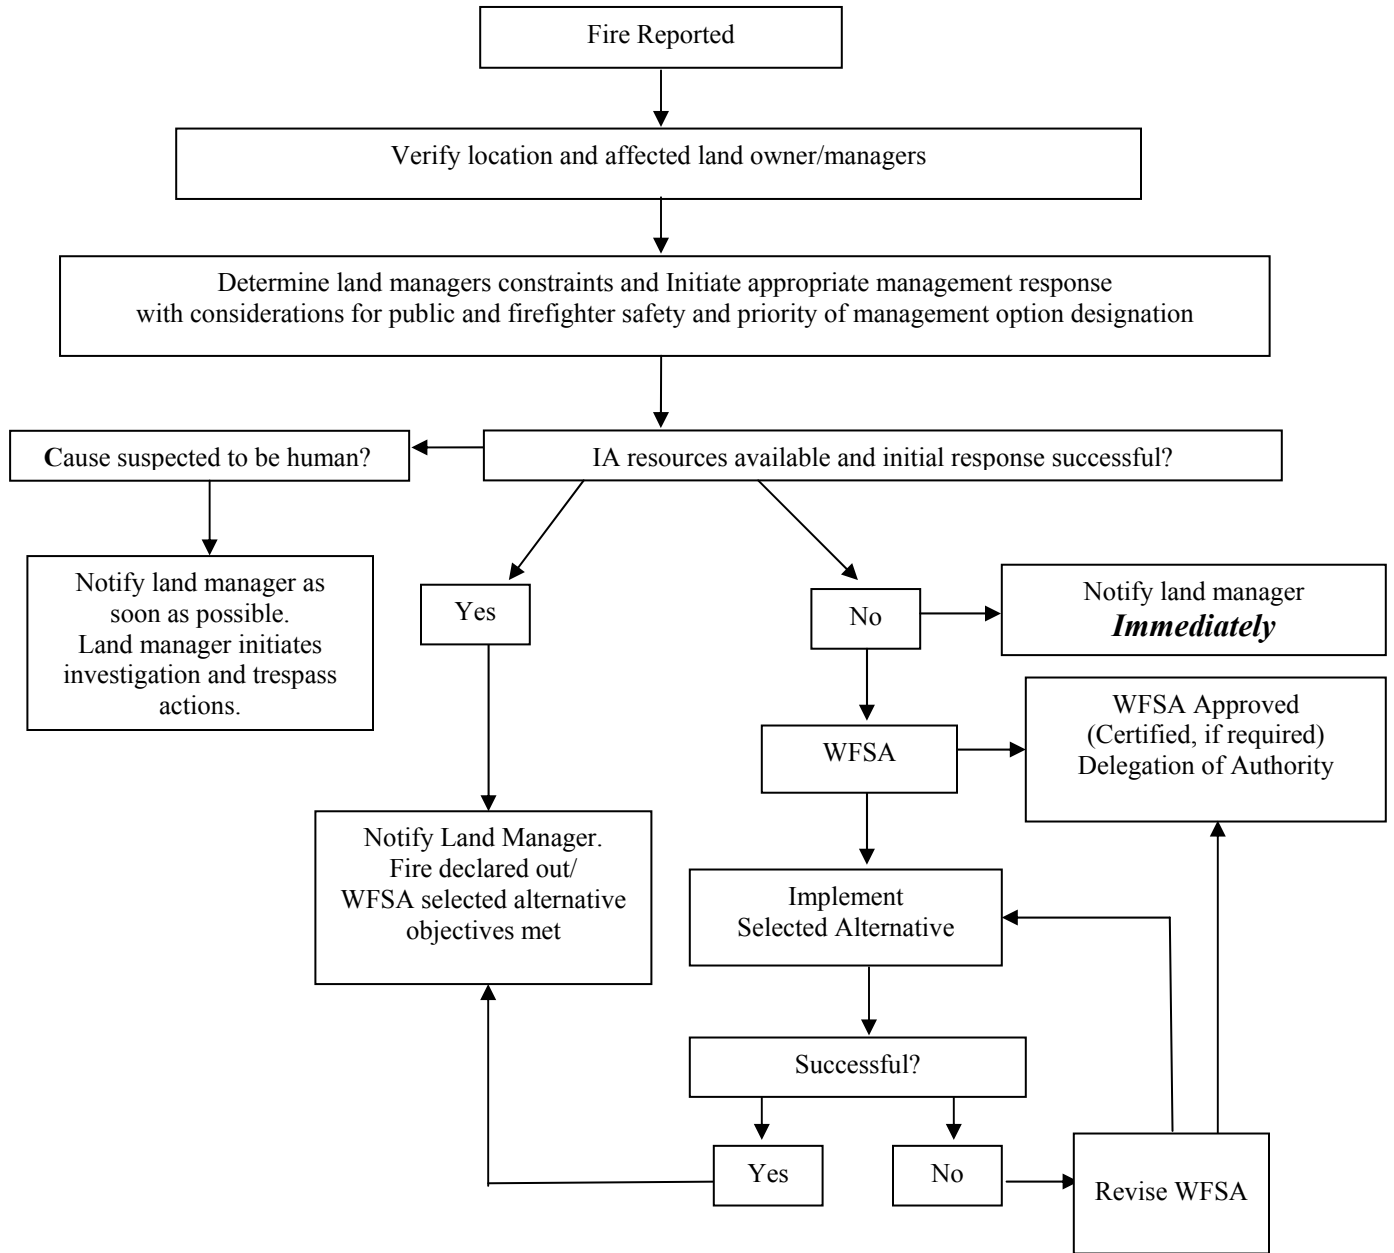 Fire Reported
Verify location and affected land owner/managers
Determine land managers constraints and Initiate appropriate management response
with considerations for public and firefighter safety and priority of management option designation
Cause suspected to be human?
IA resources available and initial response successful?
Notify land manager as
soon as possible.
Land manager initiates
investigation and trespass
actions.
Yes
No
Notify land manager
Immediately
WFSA
WFSA Approved
(Certified, if required)
Delegation of Authority
Notify Land Manager.
Fire declared out/
WFSA selected alternative
objectives met
Implement
Selected Alternative
Successful?
Yes
No
Revise WFSA